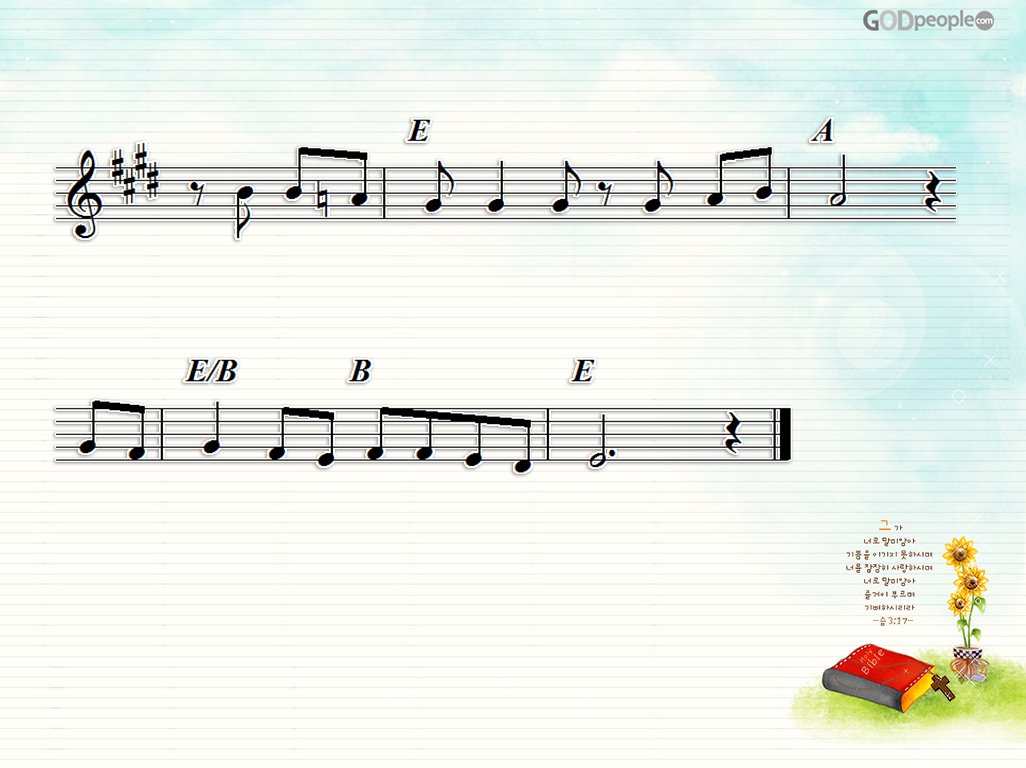 GODpeople.com
E
A
E/B
B
E
그가
너로 말미암아
기쁨을 이기지 못하시며
너를 잠잠히 사랑하시며
너로 말미암아
즐거이 부르며
기뻐하시리라
-습3:17-
Holy
Bible